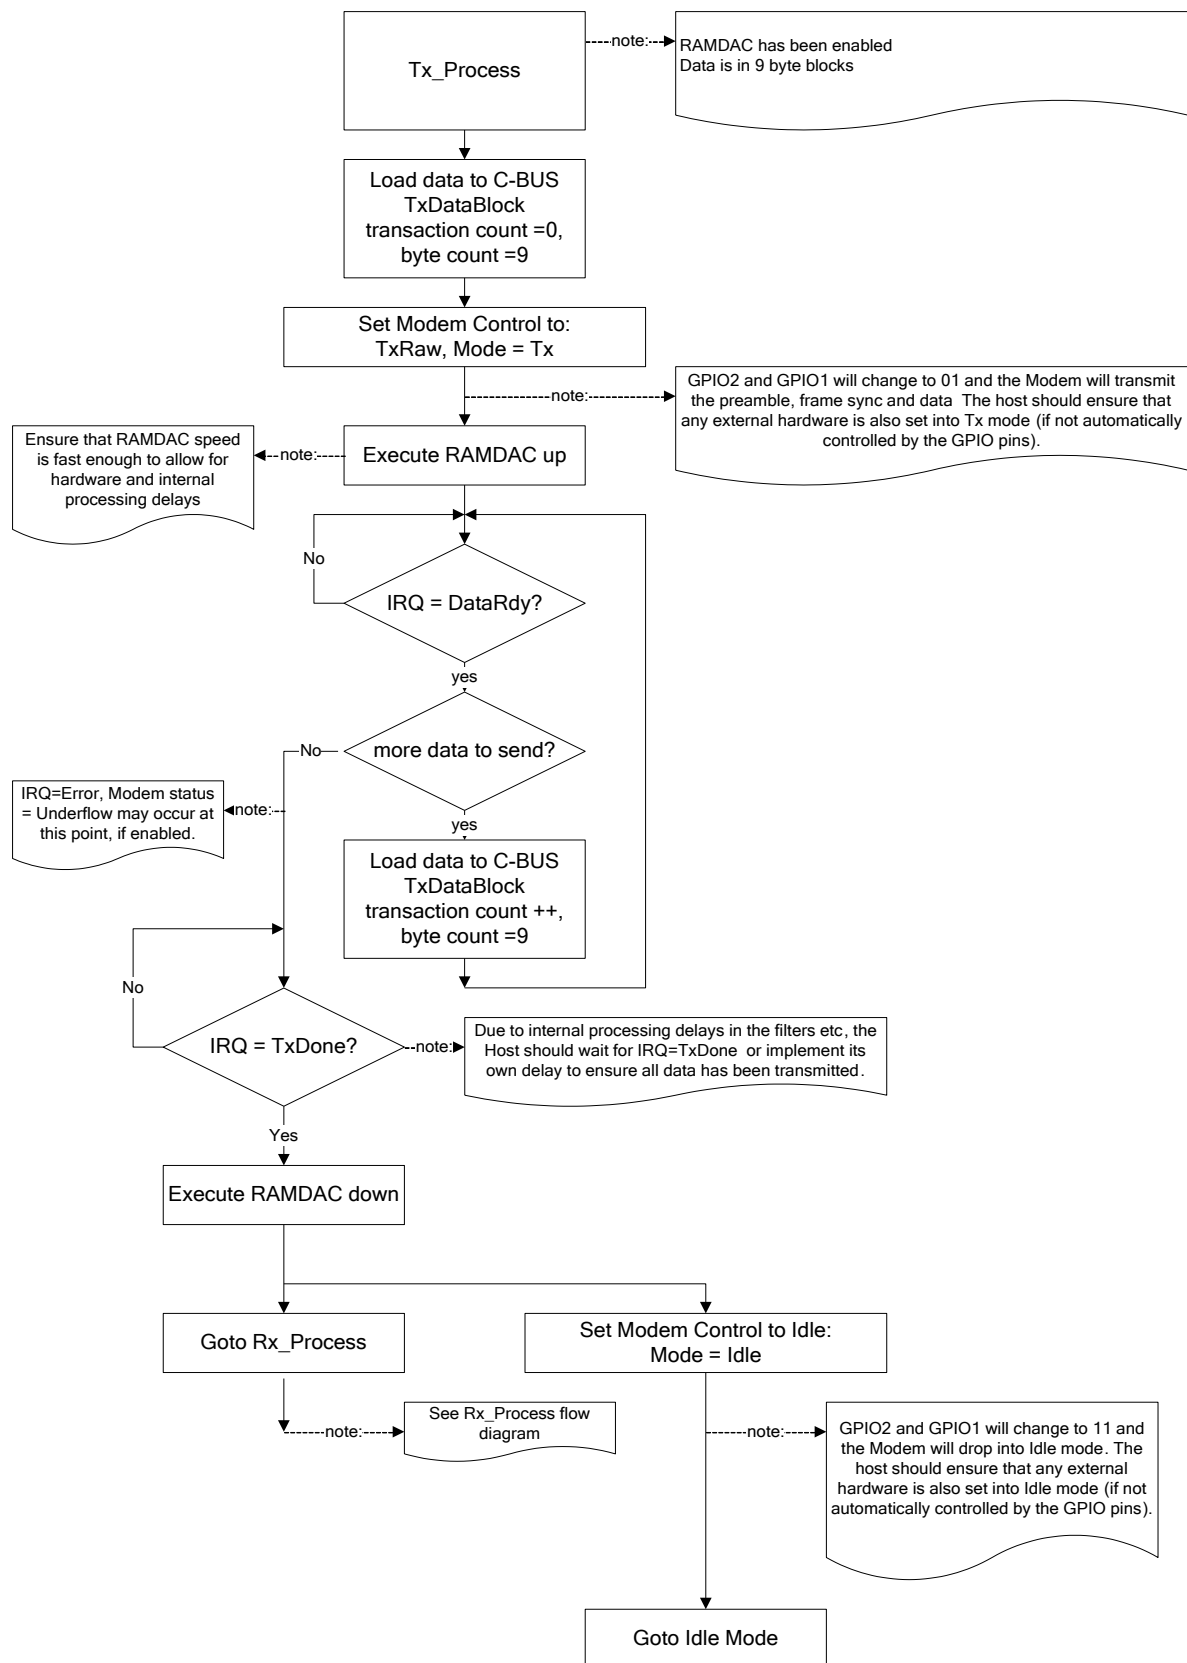 Tx_Process
note:
RAMDAC has been enabled
Data is in 9 byte blocks
Load data to C-BUS
TxDataBlock
transaction count =0,
byte count =9
Set Modem Control to:
TxRaw, Mode = Tx
note:
GPIO2 and GPIO1 will change to 01 and the Modem will transmit
the preamble, frame sync and data The host should ensure that
any external hardware is also set into Tx mode (if not automatically
controlled by the GPIO pins).
Ensure that RAMDAC speed
is fast enough to allow for
hardware and internal
processing delays
note:
Execute RAMDAC up
No
IRQ = DataRdy?
yes
No
more data to send?
IRQ=Error, Modem status
= Underflow may occur at
this point, if enabled.
note:
yes
Load data to C-BUS
TxDataBlock
transaction count ++,
byte count =9
No
IRQ = TxDone?
note:
Due to internal processing delays in the filters etc, the
Host should wait for IRQ=TxDone or implement its
own delay to ensure all data has been transmitted.
Yes
Execute RAMDAC down
Goto Rx_Process
Set Modem Control to Idle:
Mode = Idle
note:
See Rx_Process flow
diagram
note:
GPIO2 and GPIO1 will change to 11 and
the Modem will drop into Idle mode. The
host should ensure that any external
hardware is also set into Idle mode (if not
automatically controlled by the GPIO pins).
Goto Idle Mode